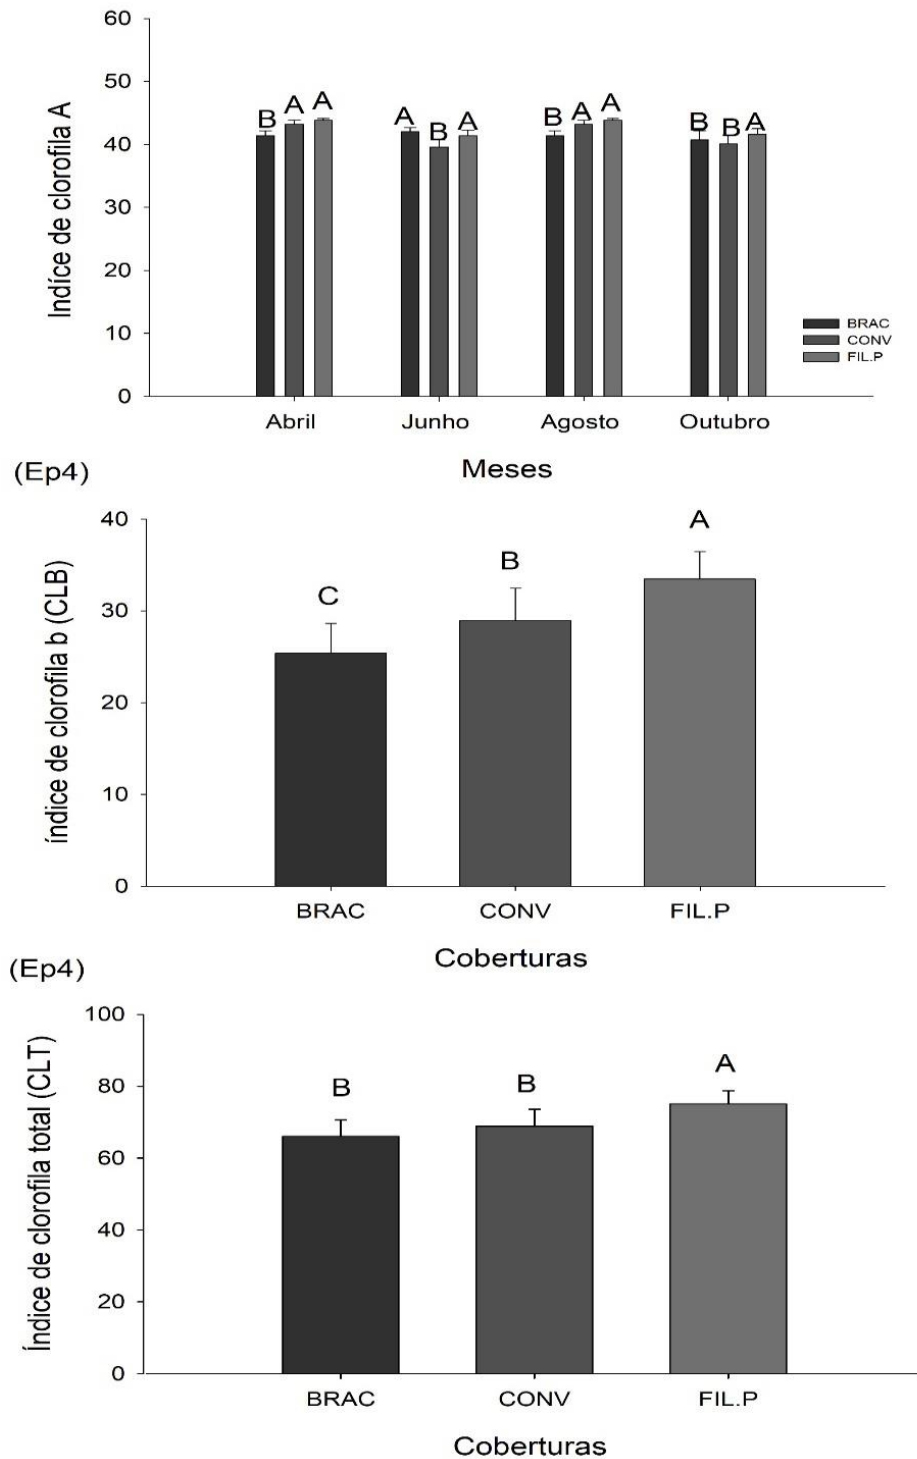 60
50
40
30
20
10
0
Indíce de clorofila A
B A A
A B A
B A A
B B A
BRAC
CONV
FIL.P
Abril Junho Agosto Outubro
Meses
(Ep4)
40
30
20
10
0
índice de clorofila b (CLB)
C B A
BRAC CONV FIL.P
Coberturas
(Ep4)
100
80
60
40
20
0
Índice de clorofila total (CLT)
B B A
BRAC CONV FIL.P
Coberturas